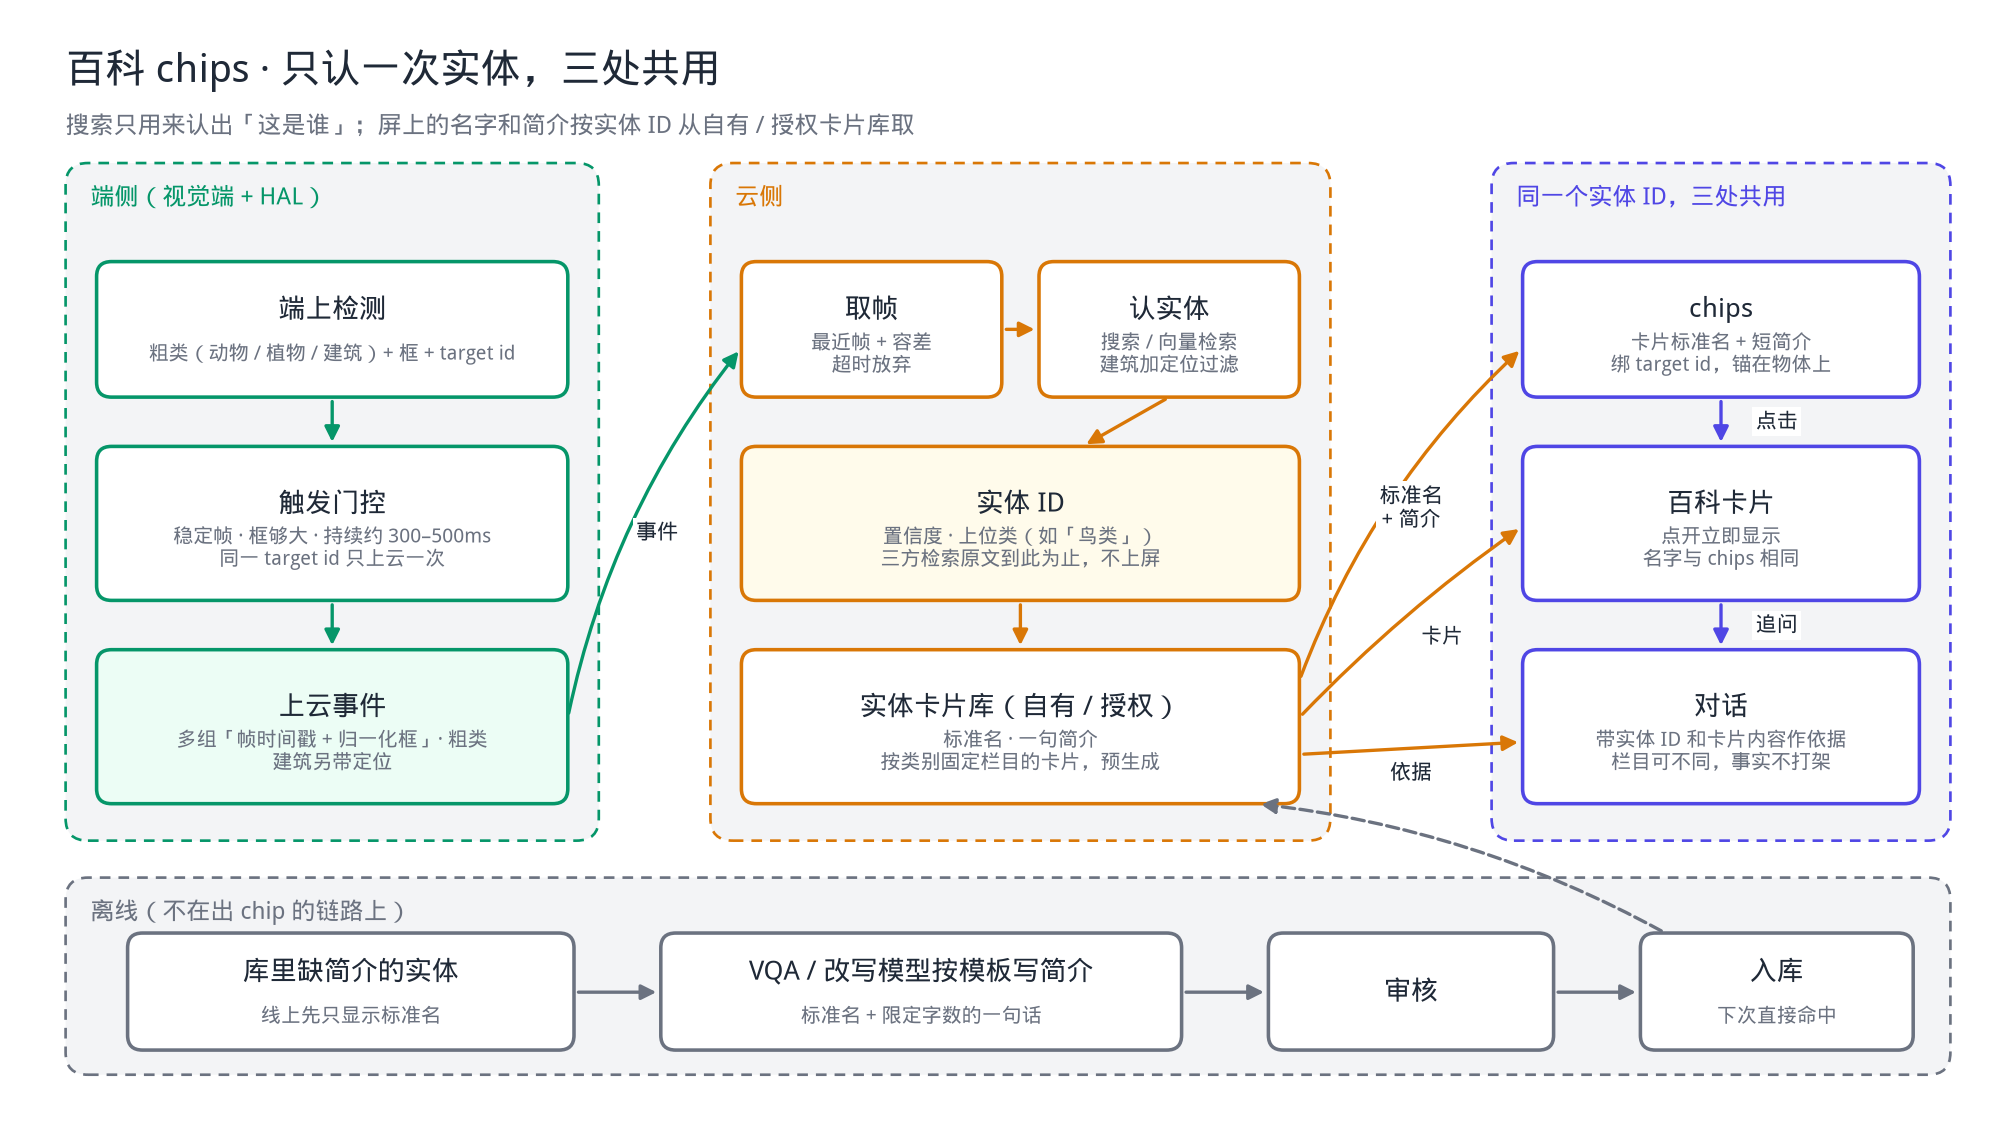 百科 chips · 只认一次实体，三处共用
搜索只用来认出「这是谁」；屏上的名字和简介按实体 ID 从自有 / 授权卡片库取
端侧（视觉端 + HAL）
端上检测
粗类（动物 / 植物 / 建筑）+ 框 + target id
触发门控
稳定帧 · 框够大 · 持续约 300–500ms
同一 target id 只上云一次
上云事件
多组「帧时间戳 + 归一化框」· 粗类
建筑另带定位
事件
云侧
取帧
最近帧 + 容差
超时放弃
认实体
搜索 / 向量检索
建筑加定位过滤
实体 ID
置信度 · 上位类（如「鸟类」）
三方检索原文到此为止，不上屏
实体卡片库（自有 / 授权）
标准名 · 一句简介
按类别固定栏目的卡片，预生成
标准名
+ 简介
卡片
依据
同一个实体 ID，三处共用
chips
卡片标准名 + 短简介
绑 target id，锚在物体上
点击
百科卡片
点开立即显示
名字与 chips 相同
追问
对话
带实体 ID 和卡片内容作依据
栏目可不同，事实不打架
离线（不在出 chip 的链路上）
库里缺简介的实体
线上先只显示标准名
VQA / 改写模型按模板写简介
标准名 + 限定字数的一句话
审核
入库
下次直接命中